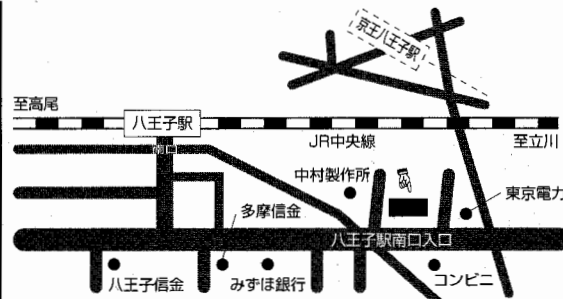 京王八王子駅
至高尾
八王子駅
JR中央線
至立川
南口
中村製作所
東京電力
多摩信金
八王子駅南口入口
八王子信金
みずほ銀行
コンビニ